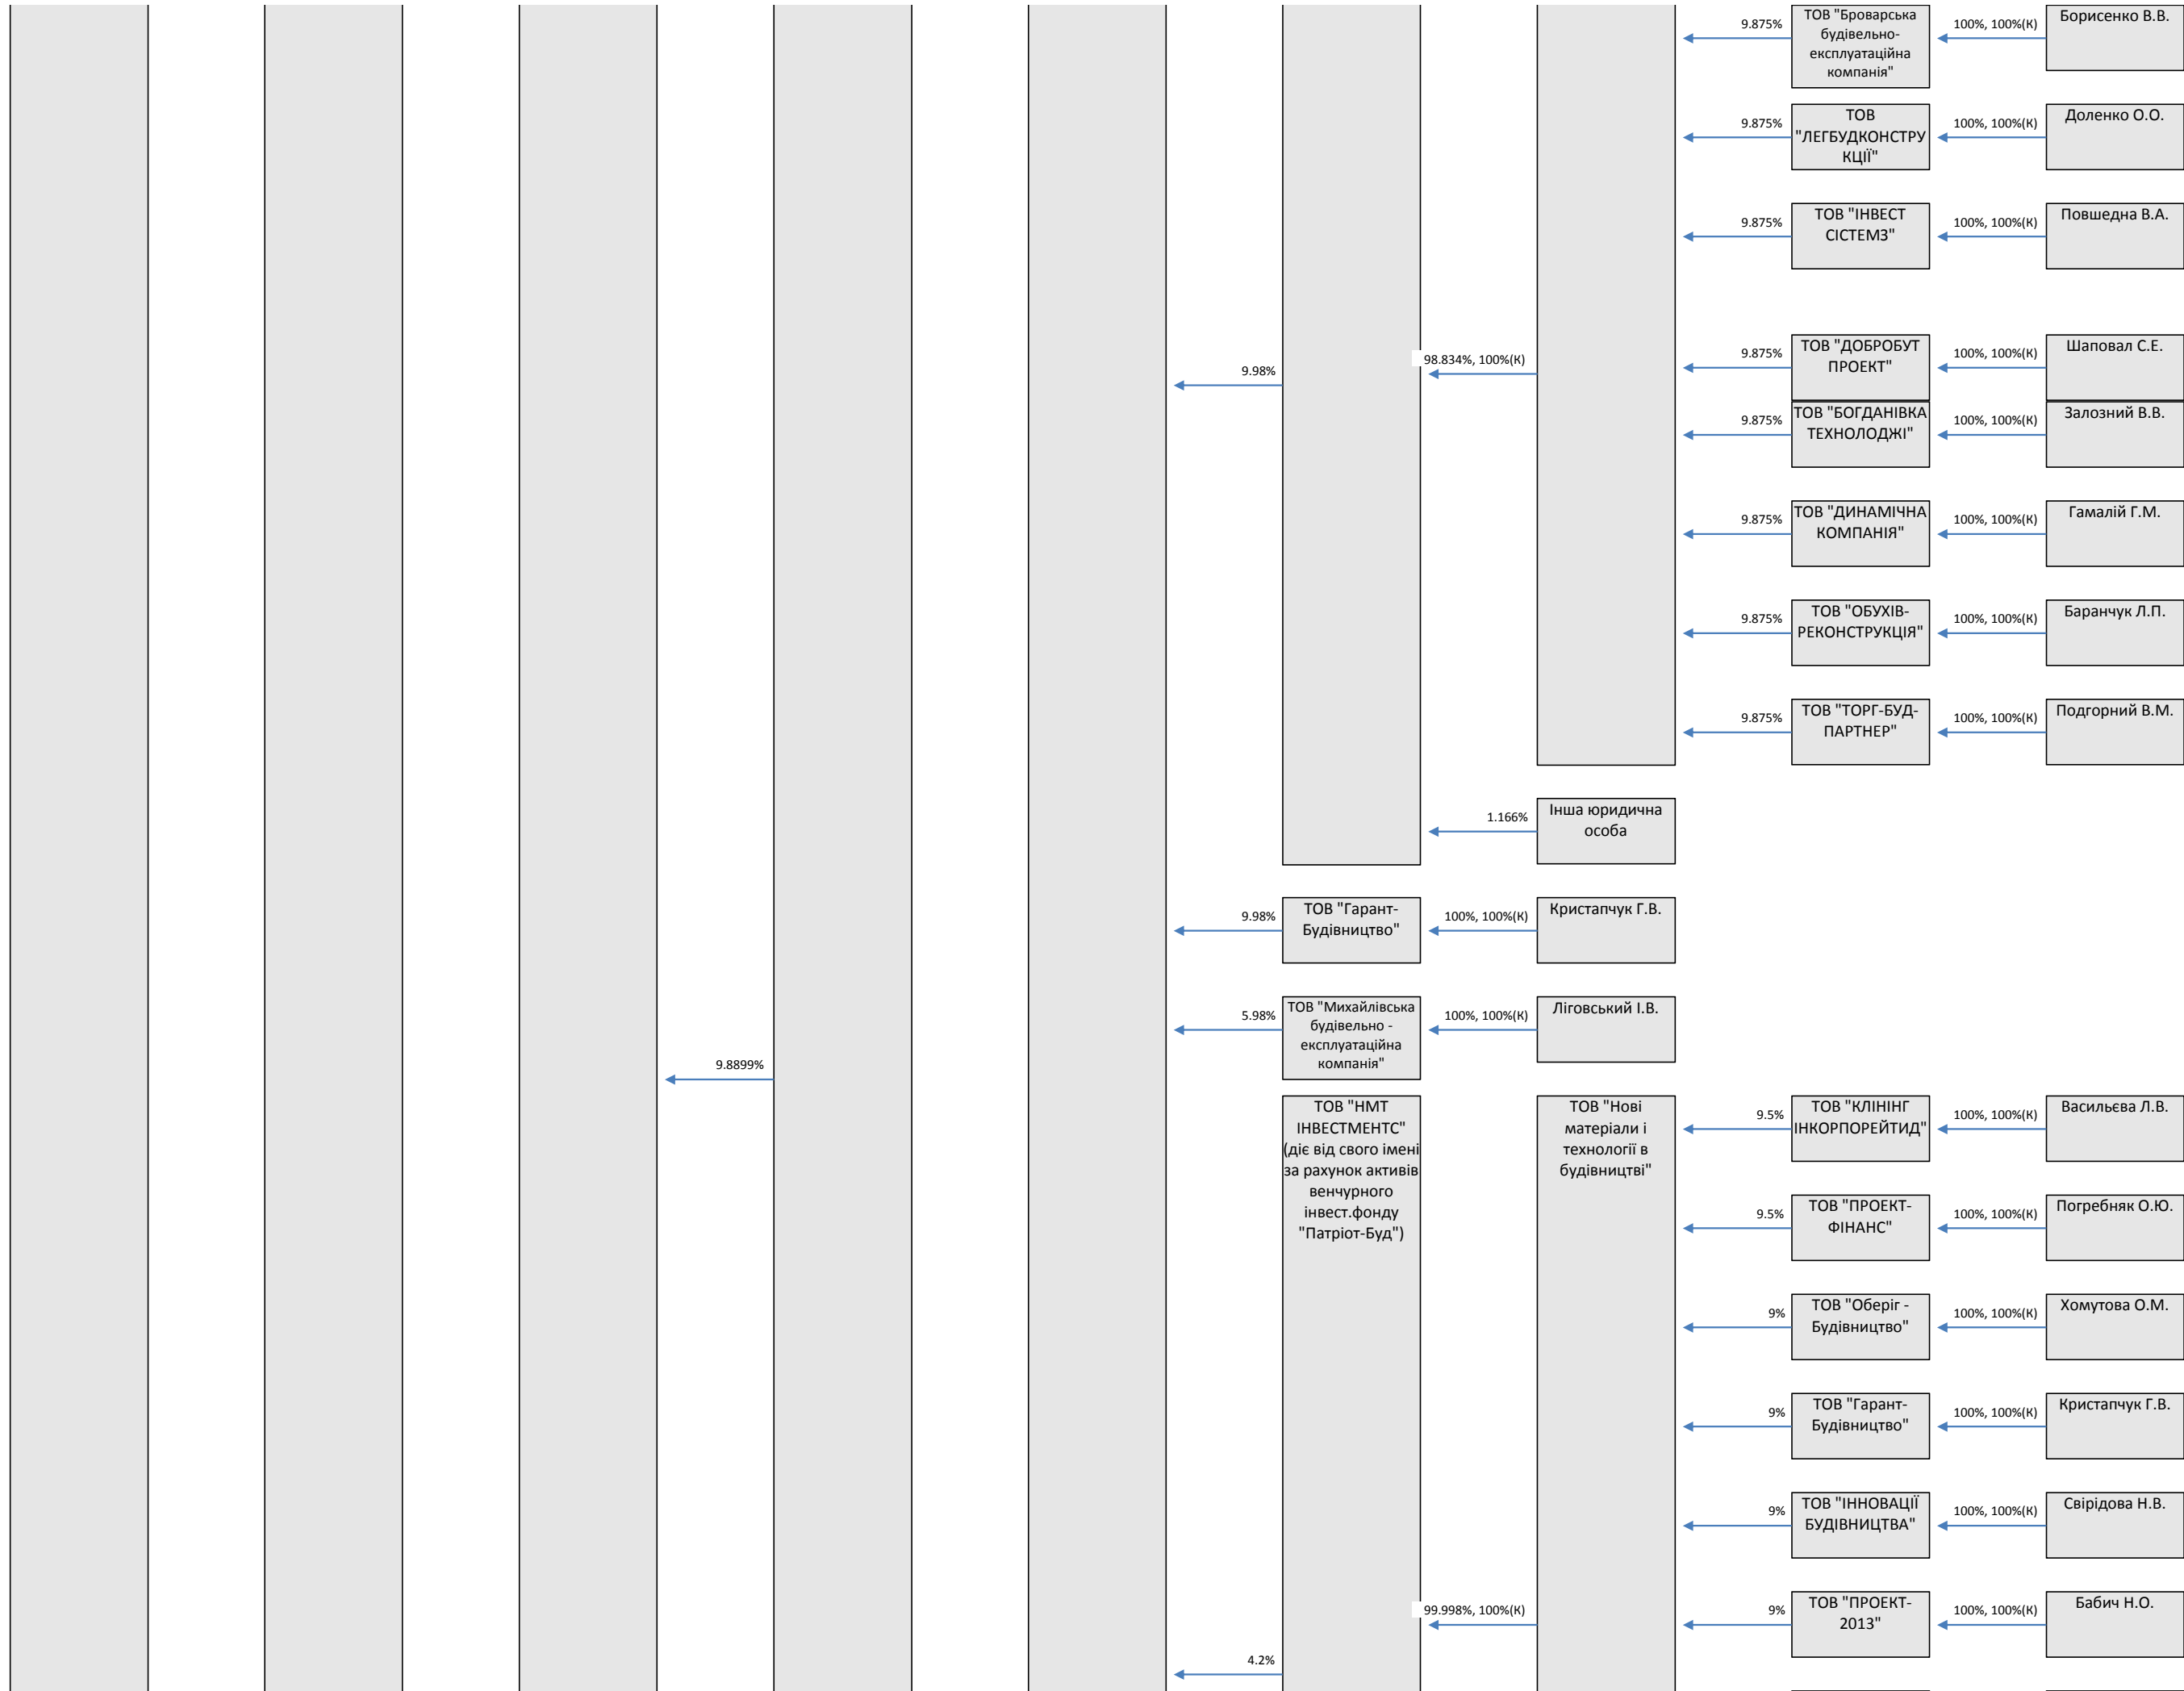 9.875%
ТОВ "Броварська
будівельно-
експлуатаційна
компанія"
100%, 100%(К)
Борисенко В.В.
9.875%
ТОВ
"ЛЕГБУДКОНСТРУ
КЦІЇ"
100%, 100%(К)
Доленко О.О.
9.875%
ТОВ "ІНВЕСТ
СІСТЕМЗ"
100%, 100%(К)
Повшедна В.А.
9.98%
98.834%, 100%(К)
9.875%
ТОВ "ДОБРОБУТ
ПРОЕКТ"
100%, 100%(К)
Шаповал С.Е.
9.875%
ТОВ "БОГДАНІВКА
ТЕХНОЛОДЖІ"
100%, 100%(К)
Залозний В.В.
9.875%
ТОВ "ДИНАМІЧНА
КОМПАНІЯ"
100%, 100%(К)
Гамалій Г.М.
9.875%
ТОВ "ОБУХІВ-
РЕКОНСТРУКЦІЯ"
100%, 100%(К)
Баранчук Л.П.
9.875%
ТОВ "ТОРГ-БУД-
ПАРТНЕР"
100%, 100%(К)
Подгорний В.М.
1.166%
Інша юридична
особа
9.98%
ТОВ "Гарант-
Будівництво"
100%, 100%(К)
Кристапчук Г.В.
5.98%
ТОВ "Михайлівська
будівельно -
експлуатаційна
компанія"
100%, 100%(К)
Ліговський І.В.
9.8899%
ТОВ "НМТ
ІНВЕСТМЕНТС"
(діє від свого імені
за рахунок активів
венчурного
інвест.фонду
"Патріот-Буд")
ТОВ "Нові
матеріали і
технології в
будівництві"
9.5%
ТОВ "КЛІНІНГ
ІНКОРПОРЕЙТИД"
100%, 100%(К)
Васильєва Л.В.
9.5%
ТОВ "ПРОЕКТ-
ФІНАНС"
100%, 100%(К)
Погребняк О.Ю.
9%
ТОВ "Оберіг -
Будівництво"
100%, 100%(К)
Хомутова О.М.
9%
ТОВ "Гарант-
Будівництво"
100%, 100%(К)
Кристапчук Г.В.
9%
ТОВ "ІННОВАЦІЇ
БУДІВНИЦТВА"
100%, 100%(К)
Свірідова Н.В.
99.998%, 100%(К)
9%
ТОВ "ПРОЕКТ-
2013"
100%, 100%(К)
Бабич Н.О.
4.2%